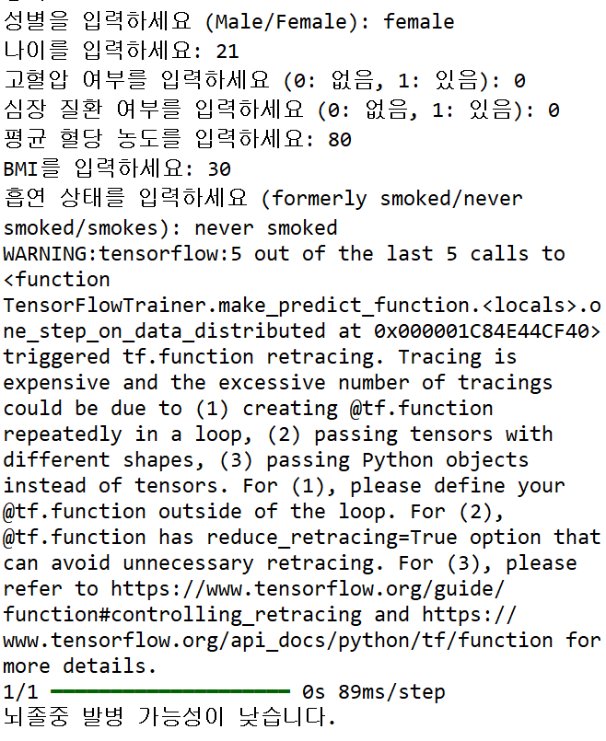 성별을 입력하세요 (Male/Female): female
나이를 입력하세요: 21
고혈압 여부를 입력하세요 (0: 없음, 1: 있음): 0
심장 질환 여부를 입력하세요 (0: 없음, 1: 있음): 0
평균 혈당 농도를 입력하세요: 80
BMI를 입력하세요: 30
흡연 상태를 입력하세요 (formerly smoked/never
smoked/smokes): never smoked
WARNING:tensorflow:5 out of the last 5 calls to
<function
TensorFlowTrainer.make_predict_function.<locals>.o
ne_step_on_data_distributed at 0x000001C84E44CF40>
triggered tf.function retracing. Tracing is
expensive and the excessive number of tracings
could be due to (1) creating @tf.function
repeatedly in a loop, (2) passing tensors with
different shapes, (3) passing Python objects
instead of tensors. For (1), please define your
@tf.function outside of the loop. For (2),
@tf.function has reduce_retracing=True option that
can avoid unnecessary retracing. For (3), please
refer to https://www.tensorflow.org/guide/
function#controlling_retracing and https://
www.tensorflow.org/api_docs/python/tf/function for
more details.
1/1 ━━━━━━━━━━━━━━━━━━━━ 0s 89ms/step
뇌졸중 발병 가능성이 낮습니다.